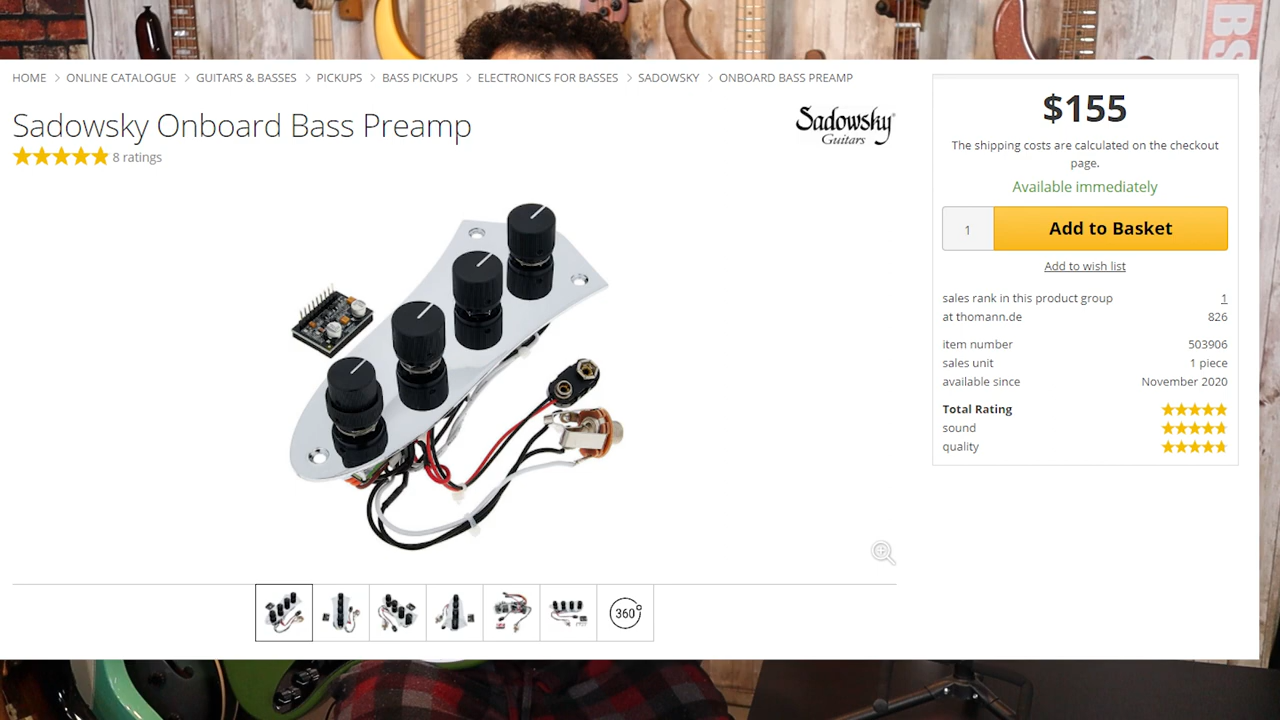 BS
HOME > ONLINE CATALOGUE > GUITARS & BASSES > PICKUPS > BASS PICKUPS > ELECTRONICS FOR BASSES > SADOWSKY > ONBOARD BASS PREAMP
Sadowsky Onboard Bass Preamp
8 ratings
Sadowsky
Guitars
$155
The shipping costs are calculated on the checkout
page.
Available immediately
1
Add to Basket
Add to wish list
sales rank in this product group 1
at thomann.de 826
item number 503906
sales unit 1 piece
available since November 2020
Total Rating
sound
quality
360°